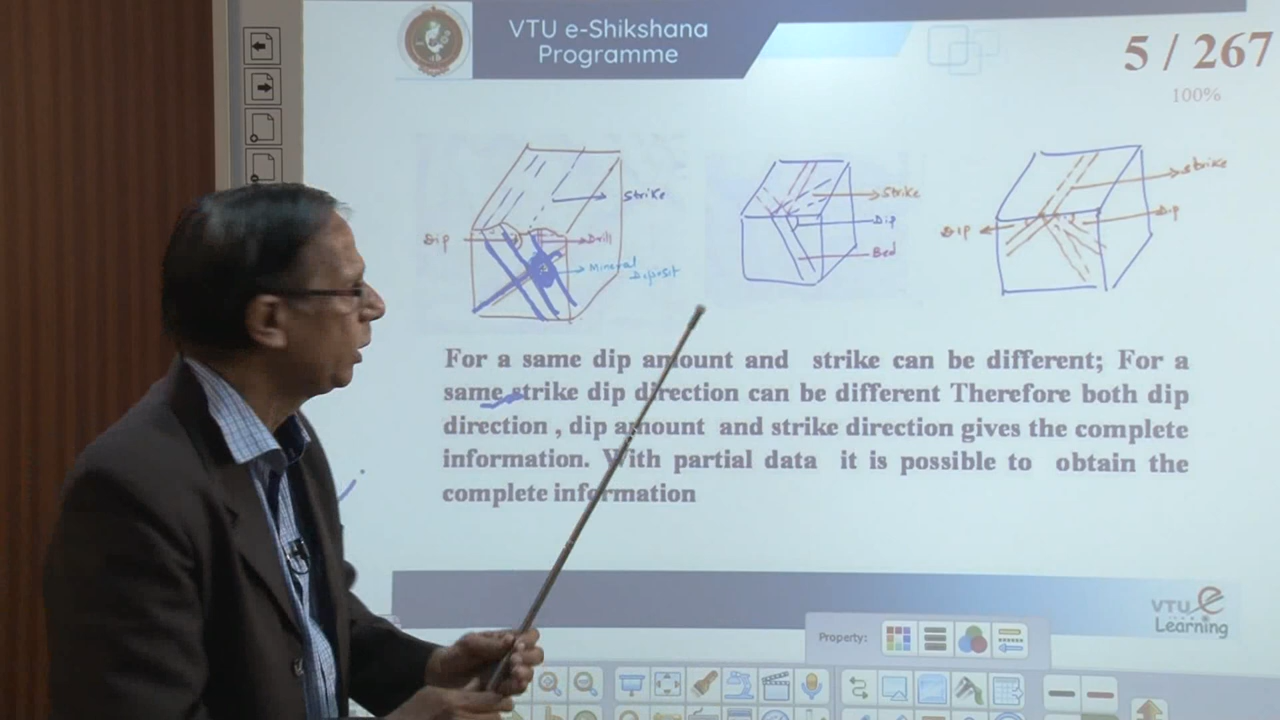 VTU e-Shikshana
Programme
5 / 267
100%
Strike
Dip
Drill
Mineral
Deposit
Strike
Dip
Bed
Strike
Dip
Dip
For a same dip amount and strike can be different; For a
same strike dip direction can be different Therefore both dip
direction , dip amount and strike direction gives the complete
information. With partial data it is possible to obtain the
complete information
VTU e
Learning
Property: